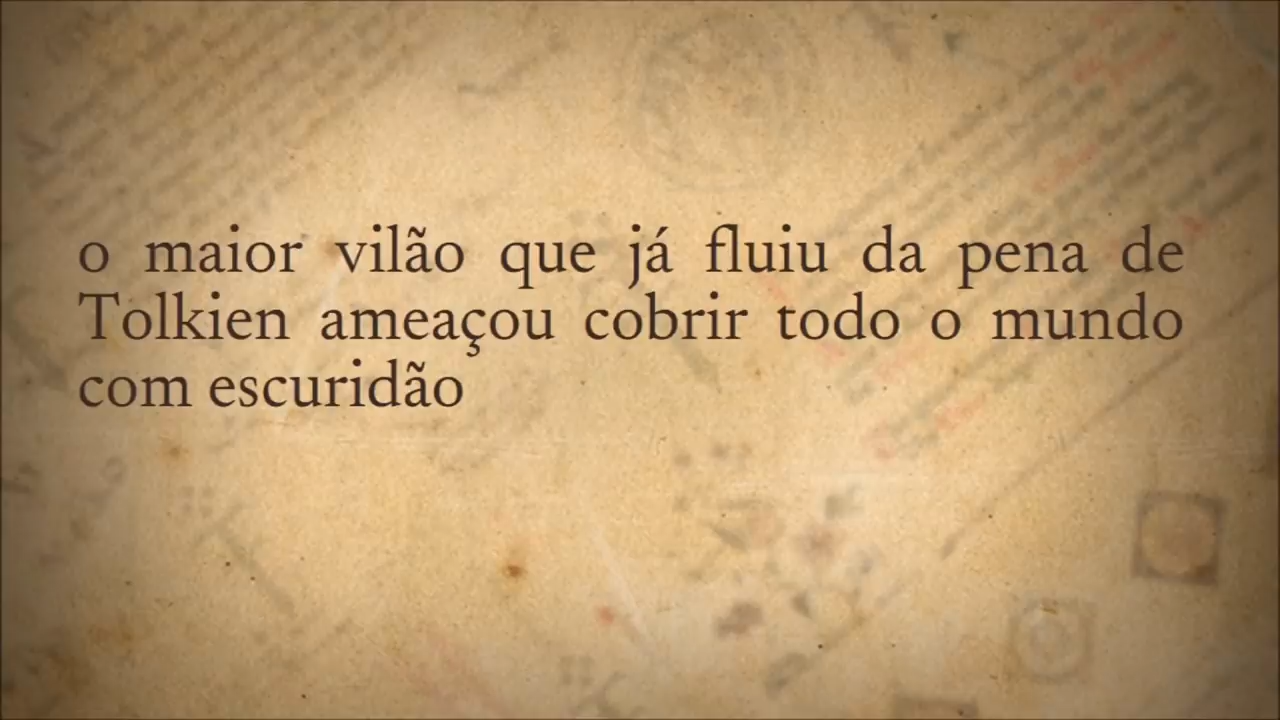 o maior vilão que já fluiu da pena de
Tolkien ameaçou cobrir todo o mundo
com escuridão